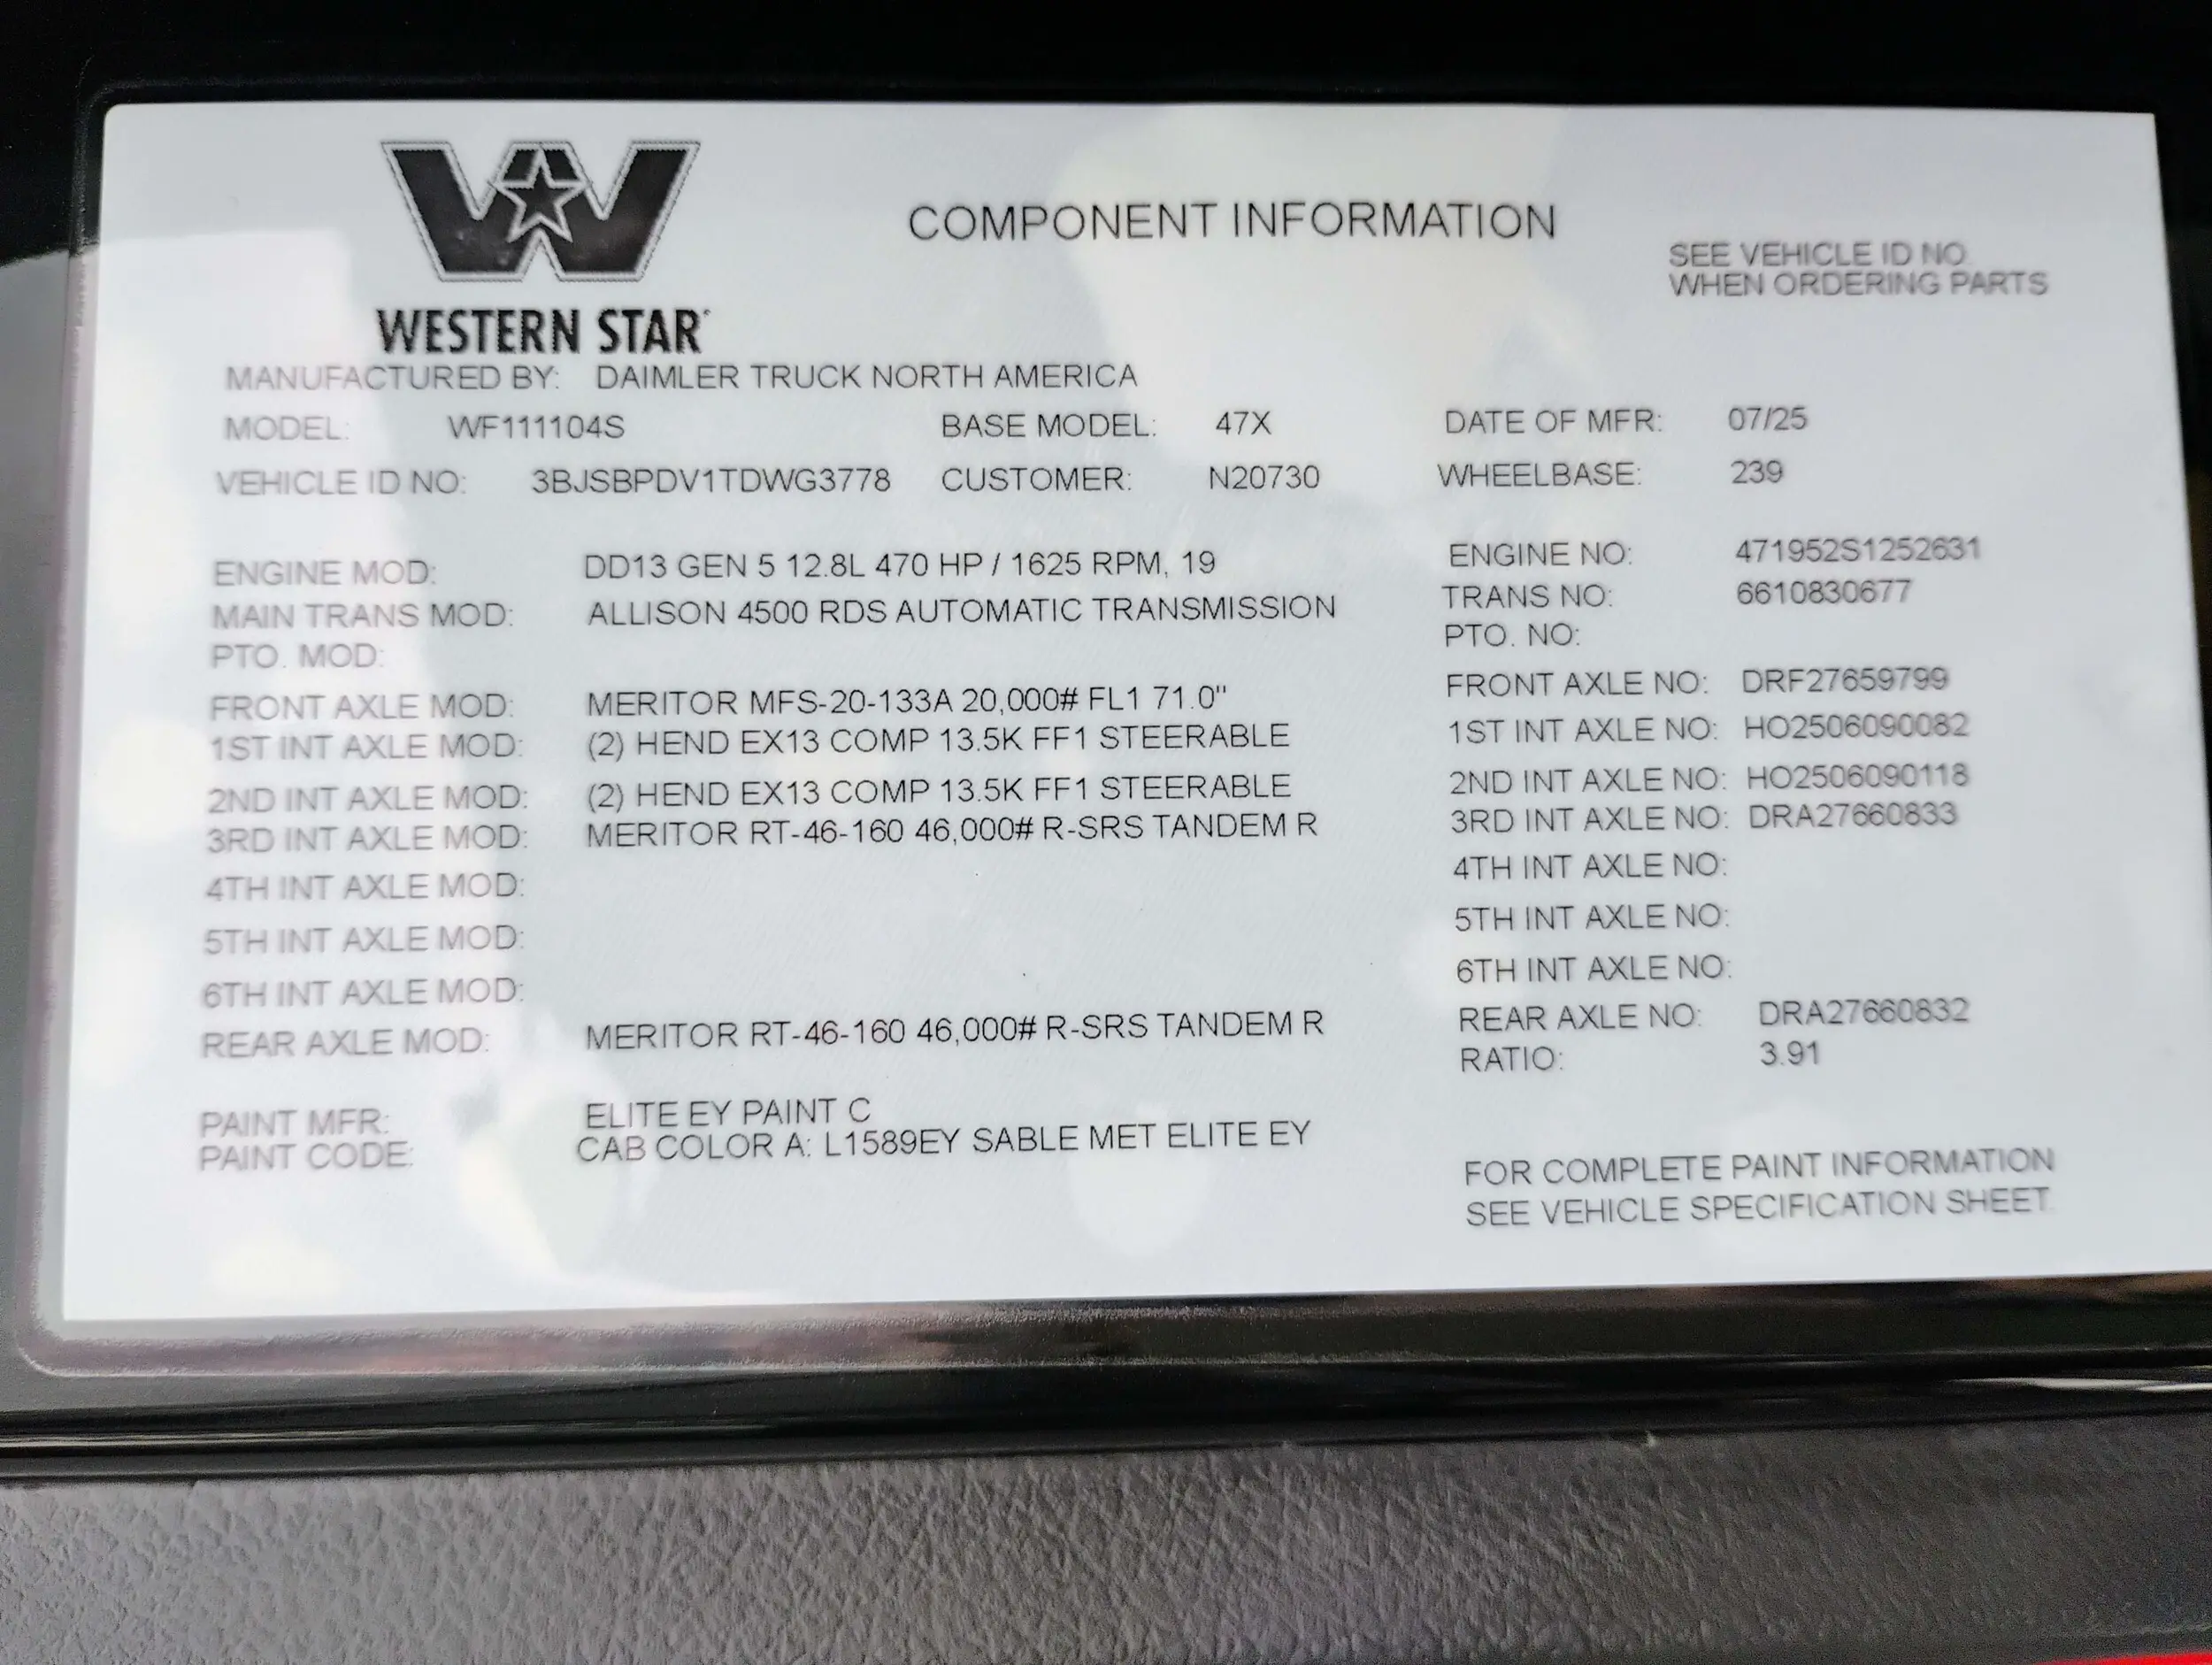 COMPONENT INFORMATION
SEE VEHICLE ID NO.
WHEN ORDERING PARTS
WESTERN STAR
MANUFACTURED BY: DAIMLER TRUCK NORTH AMERICA
MODEL: WF111104S BASE MODEL: 47X DATE OF MFR: 07/25
VEHICLE ID NO: 3BJSBPDV1TDWG3778 CUSTOMER: N20730 WHEELBASE: 239
ENGINE MOD: DD13 GEN 5 12.8L 470 HP / 1625 RPM, 19 ENGINE NO: 471952S1252631
MAIN TRANS MOD: ALLISON 4500 RDS AUTOMATIC TRANSMISSION TRANS NO: 6610830677
PTO. MOD: PTO. NO:
FRONT AXLE MOD: MERITOR MFS-20-133A 20,000# FL1 71.0" FRONT AXLE NO: DRF27659799
1ST INT AXLE MOD: (2) HEND EX13 COMP 13.5K FF1 STEERABLE 1ST INT AXLE NO: HO2506090082
2ND INT AXLE MOD: (2) HEND EX13 COMP 13.5K FF1 STEERABLE 2ND INT AXLE NO: HO2506090118
3RD INT AXLE MOD: MERITOR RT-46-160 46,000# R-SRS TANDEM R 3RD INT AXLE NO: DRA27660833
4TH INT AXLE MOD: 4TH INT AXLE NO:
5TH INT AXLE MOD: 5TH INT AXLE NO:
6TH INT AXLE MOD: 6TH INT AXLE NO:
REAR AXLE MOD: MERITOR RT-46-160 46,000# R-SRS TANDEM R REAR AXLE NO: DRA27660832
RATIO: 3.91
PAINT MFR: ELITE EY PAINT C
PAINT CODE: CAB COLOR A: L1589EY SABLE MET ELITE EY
FOR COMPLETE PAINT INFORMATION
SEE VEHICLE SPECIFICATION SHEET.